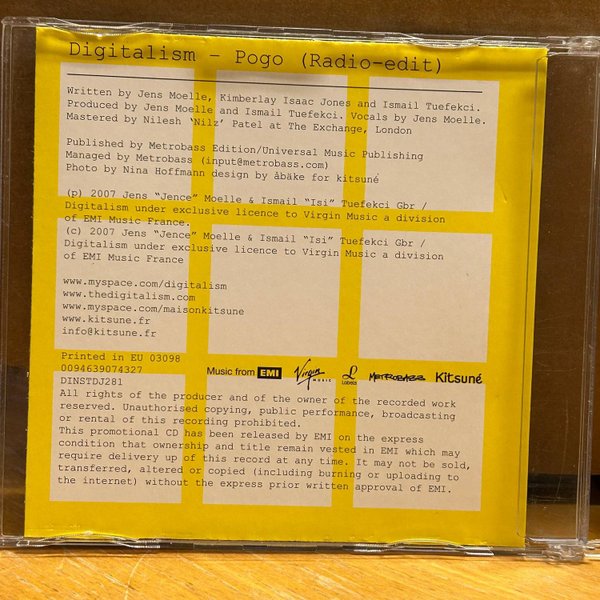 Digitalism – Pogo (Radio-edit)
Written by Jens Moelle, Kimberlay Isaac Jones and Ismail Tuefekci.
Produced by Jens Moelle and Ismail Tuefekci. Vocals by Jens Moelle.
Mastered by Nilesh ‘Nilz’ Patel at The Exchange, London
Published by Metrobass Edition/Universal Music Publishing
Managed by Metrobass (input@metrobass.com)
Photo by Nina Hoffmann design by åbäke for kitsuné
(p) 2007 Jens “Jence” Moelle & Ismail “Isi” Tuefekci Gbr /
Digitalism under exclusive licence to Virgin Music a division
of EMI Music France.
(c) 2007 Jens “Jence” Moelle & Ismail “Isi” Tuefekci Gbr /
Digitalism under exclusive licence to Virgin Music a division
of EMI Music France
www.myspace.com/digitalism
www.thedigitalism.com
www.myspace.com/maisonkitsune
www.kitsune.fr
info@kitsune.fr
Printed in EU 03098
0094639074327
Music from EMI Virgin MUSIC L Labels METROBASS Kitsuné
DINSTDJ281
All rights of the producer and of the owner of the recorded work
reserved. Unauthorised copying, public performance, broadcasting
or rental of this recording prohibited.
This promotional CD has been released by EMI on the express
condition that ownership and title remain vested in EMI which may
require delivery up of this record at any time. It may not be sold,
transferred, altered or copied (including burning or uploading to
the internet) without the express prior written approval of EMI.